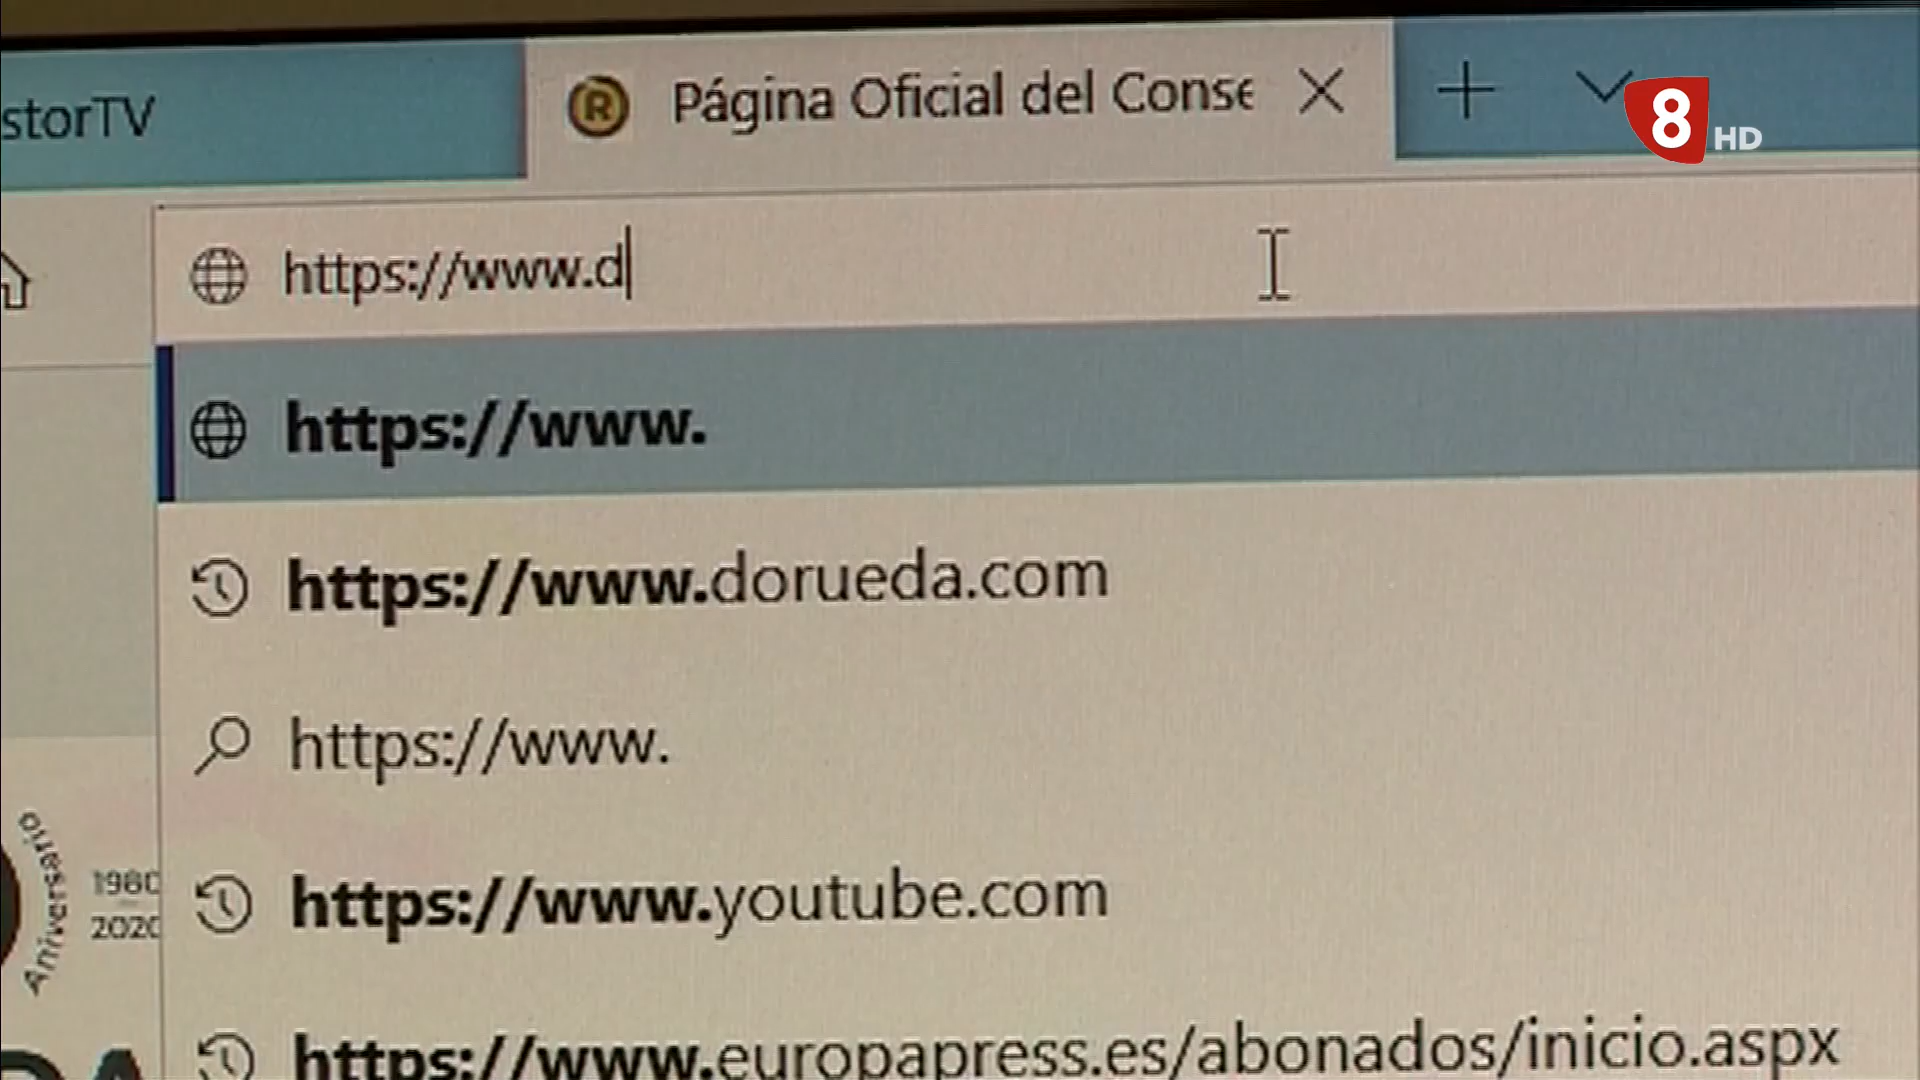 storTV
R
Página Oficial del Conse
8 HD
https://www.d
https://www.
https://www.dorueda.com
https://www.
https://www.youtube.com
Aniversario
1980
2020
https://www.europapress.es/abonados/inicio.aspx
DA